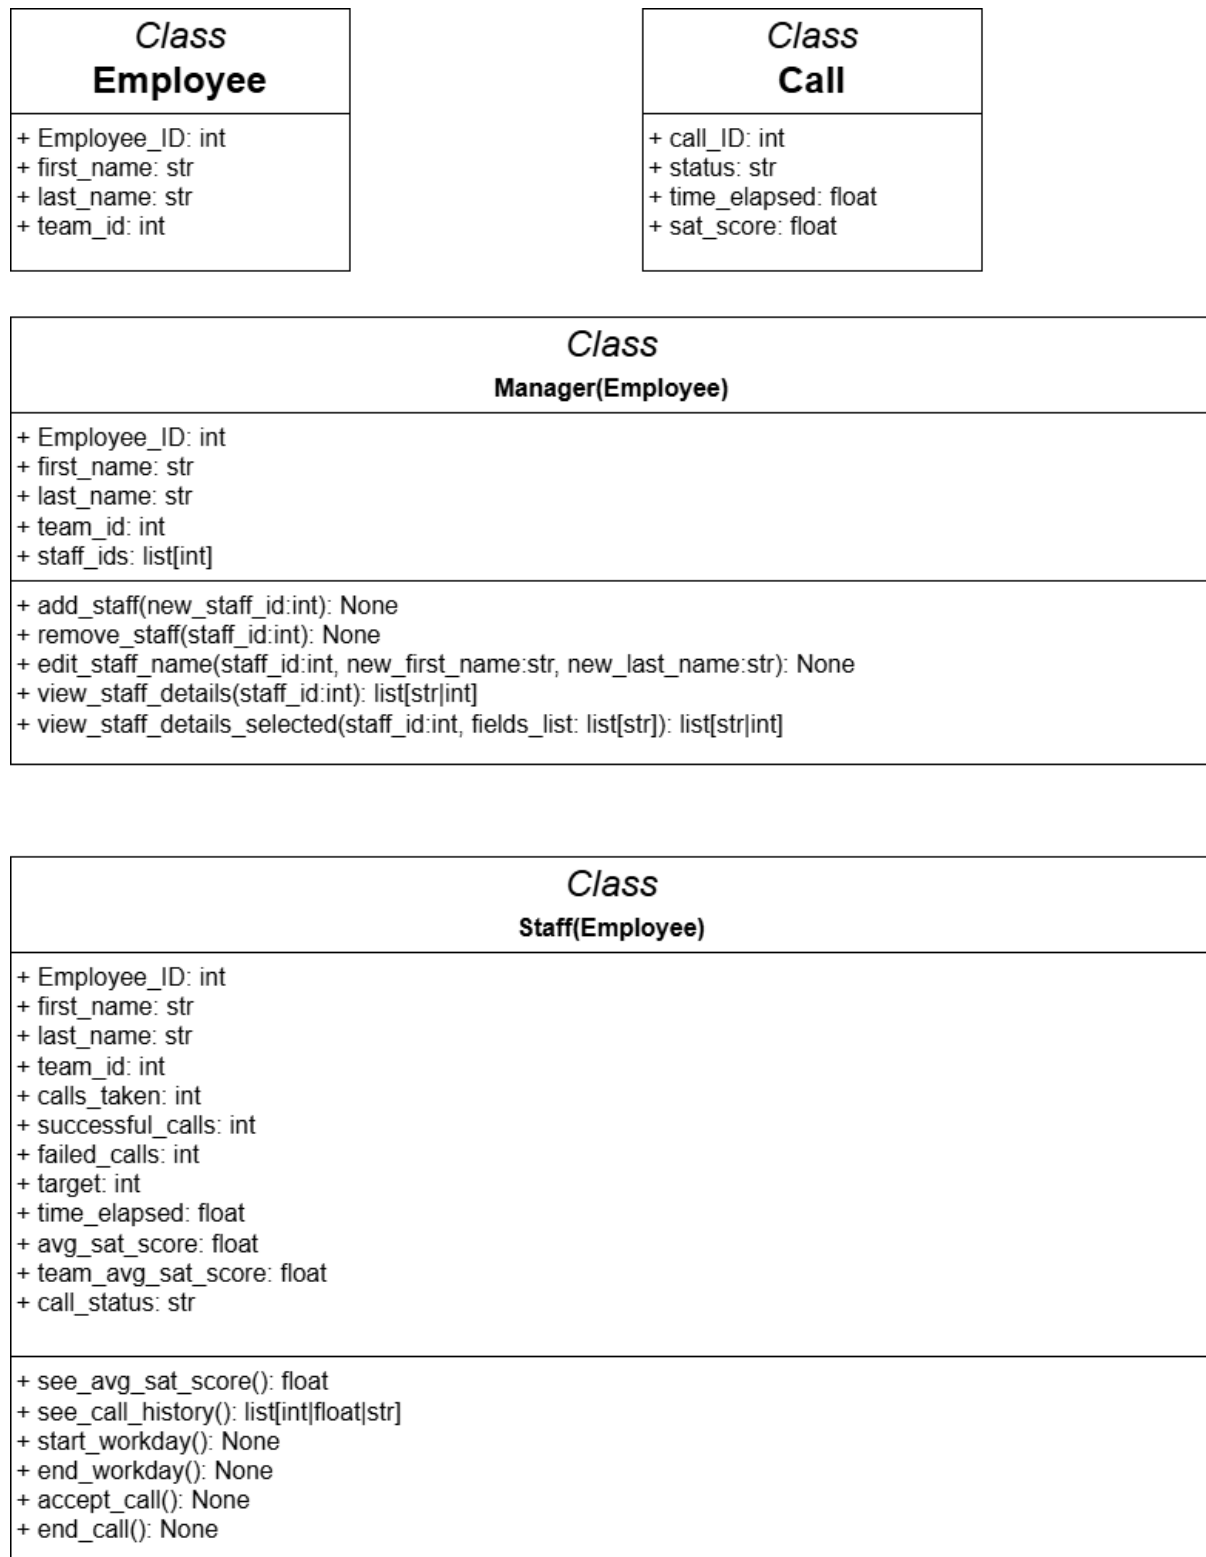 Class
Employee
+ Employee_ID: int
+ first_name: str
+ last_name: str
+ team_id: int
Class
Call
+ call_ID: int
+ status: str
+ time_elapsed: float
+ sat_score: float
Class
Manager(Employee)
+ Employee_ID: int
+ first_name: str
+ last_name: str
+ team_id: int
+ staff_ids: list[int]
+ add_staff(new_staff_id:int): None
+ remove_staff(staff_id:int): None
+ edit_staff_name(staff_id:int, new_first_name:str, new_last_name:str): None
+ view_staff_details(staff_id:int): list[str|int]
+ view_staff_details_selected(staff_id:int, fields_list: list[str]): list[str|int]
Class
Staff(Employee)
+ Employee_ID: int
+ first_name: str
+ last_name: str
+ team_id: int
+ calls_taken: int
+ successful_calls: int
+ failed_calls: int
+ target: int
+ time_elapsed: float
+ avg_sat_score: float
+ team_avg_sat_score: float
+ call_status: str
+ see_avg_sat_score(): float
+ see_call_history(): list[int|float|str]
+ start_workday(): None
+ end_workday(): None
+ accept_call(): None
+ end_call(): None